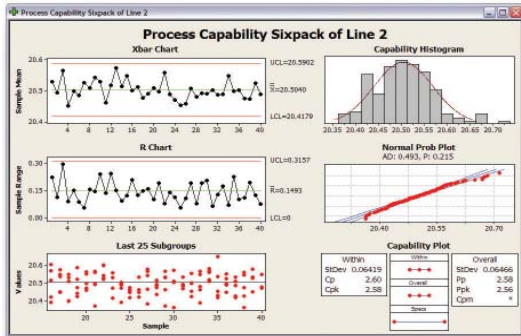 Process Capability Sixpack of Line 2
Process Capability Sixpack of Line 2
Xbar Chart
Sample Mean
20.6
20.5
20.4
UCL=20.5902
X=20.5040
LCL=20.4179
4 8 12 16 20 24 28 32 36 40
R Chart
Sample Range
0.30
0.15
0.00
UCL=0.3157
R=0.1493
LCL=0
4 8 12 16 20 24 28 32 36 40
Last 25 Subgroups
Values
20.6
20.5
20.4
20 25 30 35 40
Sample
Capability Histogram
20.35 20.40 20.45 20.50 20.55 20.60 20.65 20.70
Normal Prob Plot
AD: 0.493, P: 0.215
20.40 20.55 20.70
Capability Plot
Within
StDev 0.06419
Cp 2.60
Cpk 2.58
Within
Overall
Specs
Overall
StDev 0.06466
Pp 2.58
Ppk 2.56
Cpm *